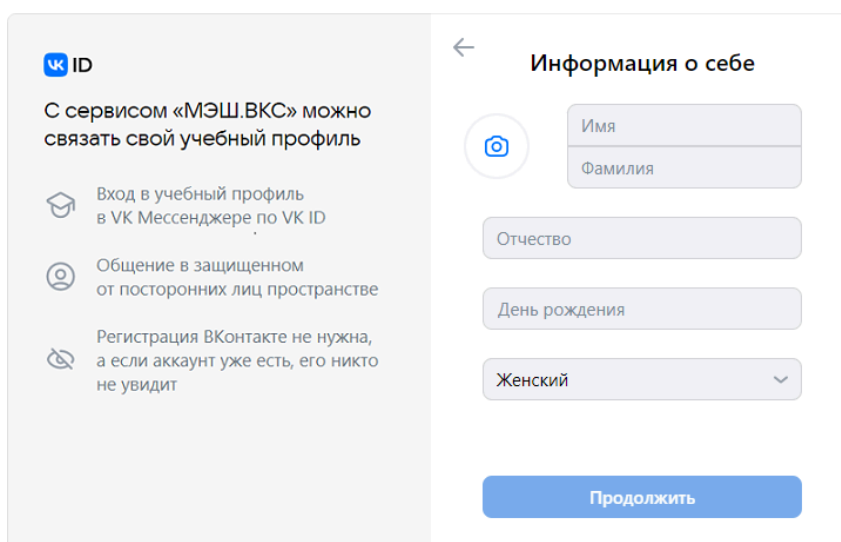 VK ID
С сервисом «МЭШ.ВКС» можно
связать свой учебный профиль
Вход в учебный профиль
в VK Мессенджере по VK ID
Общение в защищенном
от посторонних лиц пространстве
Регистрация ВКонтакте не нужна,
а если аккаунт уже есть, его никто
не увидит
Информация о себе
Имя
Фамилия
Отчество
День рождения
Женский
Продолжить